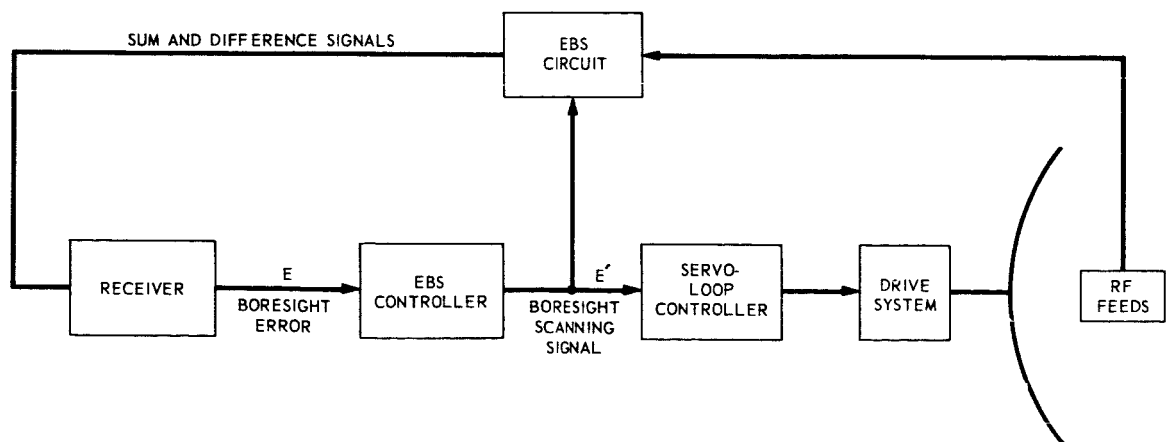 SUM AND DIFFERENCE SIGNALS
EBS
CIRCUIT
RECEIVER
E
BORESIGHT
ERROR
EBS
CONTROLLER
E´
BORESIGHT
SCANNING
SIGNAL
SERVO-
LOOP
CONTROLLER
DRIVE
SYSTEM
RF
FEEDS